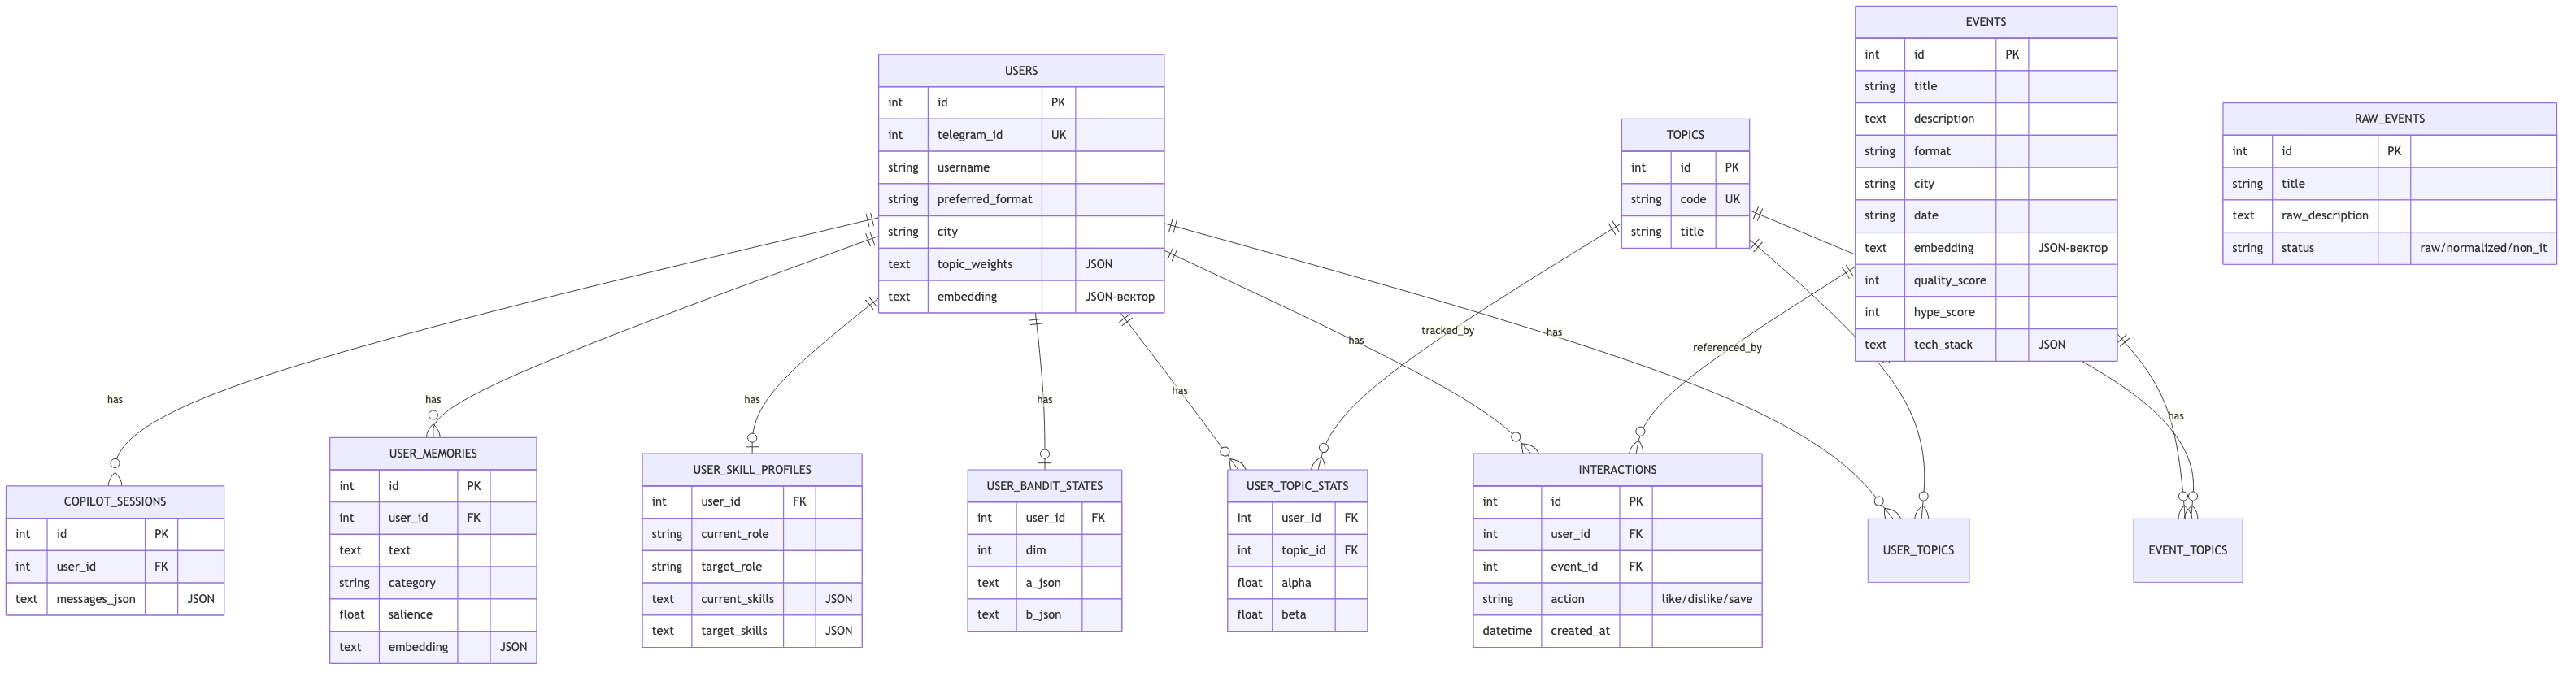 USERS
int id PK
int telegram_id UK
string username
string preferred_format
string city
text topic_weights JSON
text embedding JSON-вектор
TOPICS
int id PK
string code UK
string title
EVENTS
int id PK
string title
text description
string format
string city
string date
text embedding JSON-вектор
int quality_score
int hype_score
text tech_stack JSON
RAW_EVENTS
int id PK
string title
text raw_description
string status raw/normalized/non_it
has
has
has
has
has
has
has
tracked_by
referenced_by
has
COPILOT_SESSIONS
int id PK
int user_id FK
text messages_json JSON
USER_MEMORIES
int id PK
int user_id FK
text text
string category
float salience
text embedding JSON
USER_SKILL_PROFILES
int user_id FK
string current_role
string target_role
text current_skills JSON
text target_skills JSON
USER_BANDIT_STATES
int user_id FK
int dim
text a_json
text b_json
USER_TOPIC_STATS
int user_id FK
int topic_id FK
float alpha
float beta
INTERACTIONS
int id PK
int user_id FK
int event_id FK
string action like/dislike/save
datetime created_at
USER_TOPICS
EVENT_TOPICS